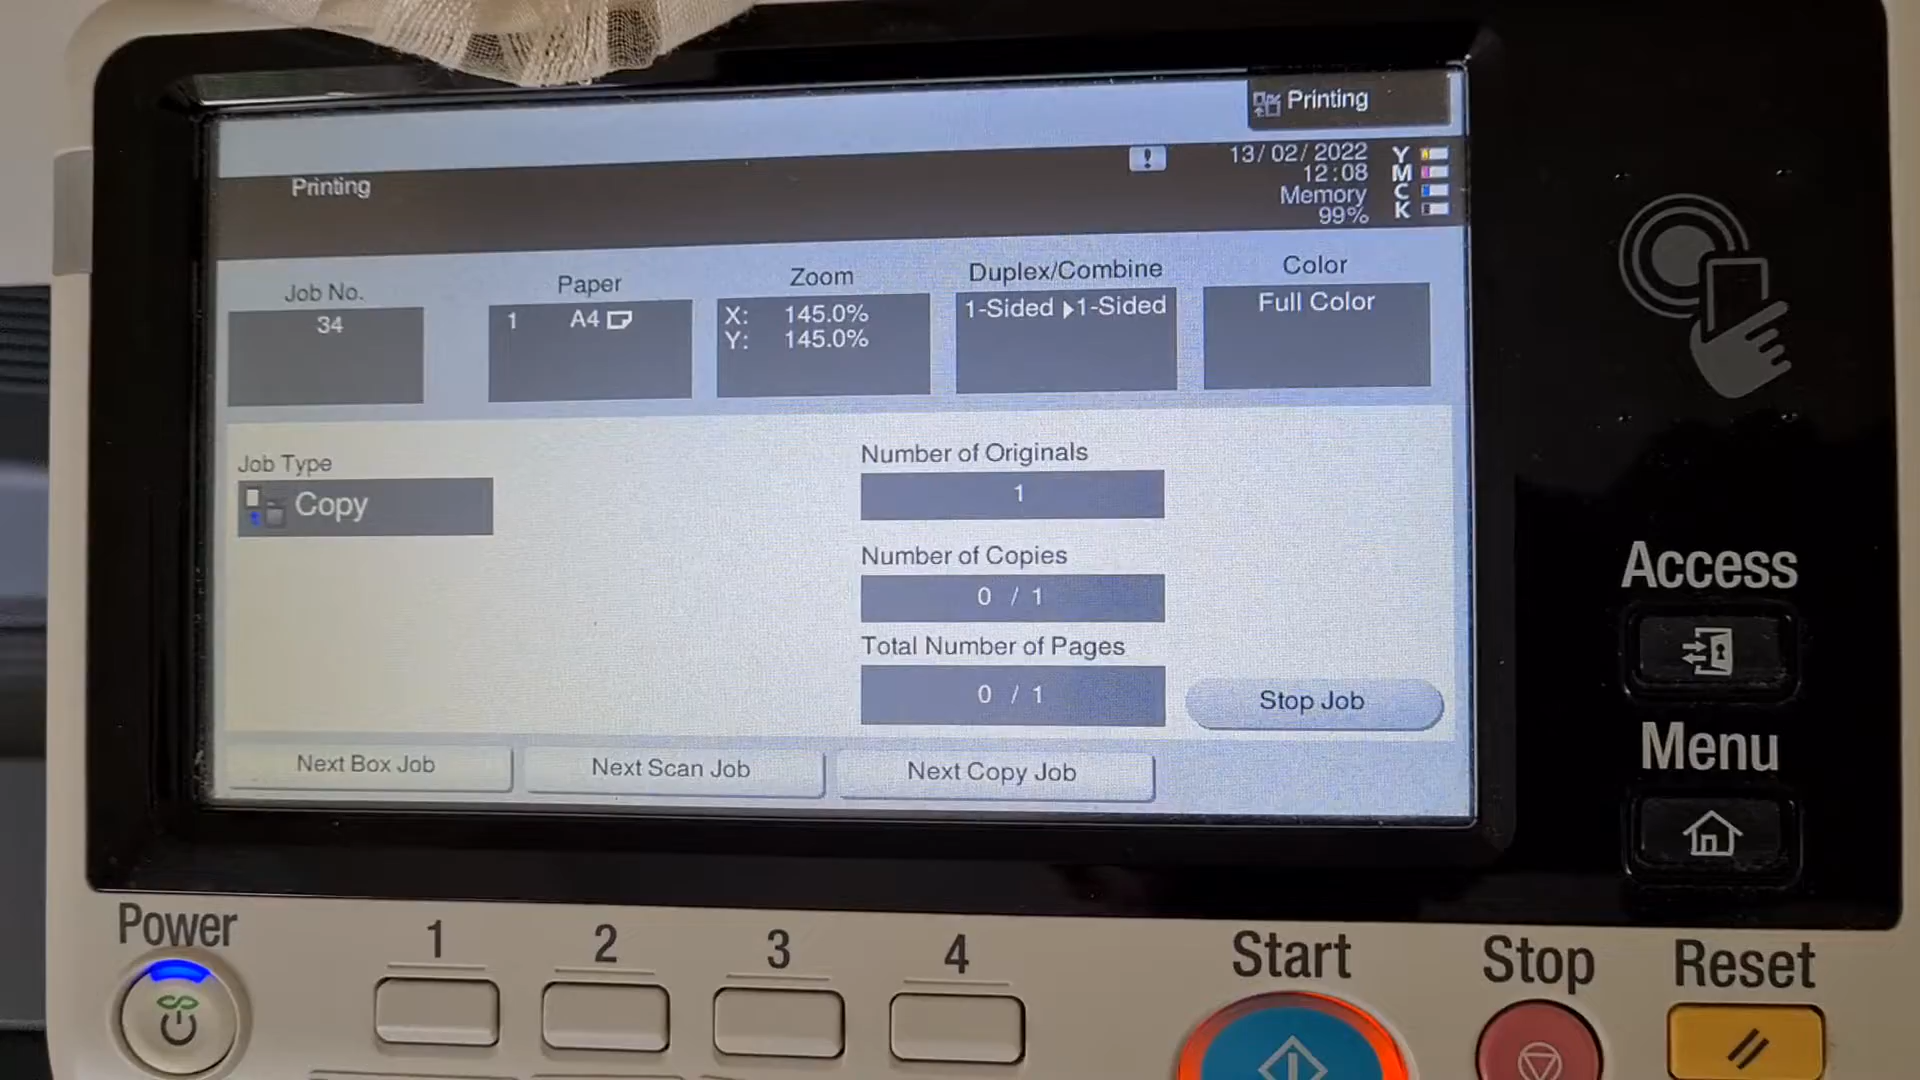 Printing
13/02/2022
12:08
Memory
99%
Y
M
C
K
Printing
Job No.
34
Paper
1 A4
Zoom
X: 145.0%
Y: 145.0%
Duplex/Combine
1-Sided ▶1-Sided
Color
Full Color
Job Type
Copy
Number of Originals
1
Number of Copies
0 / 1
Total Number of Pages
0 / 1
Stop Job
Next Box Job
Next Scan Job
Next Copy Job
Access
Menu
Power
1
2
3
4
Start
Stop
Reset